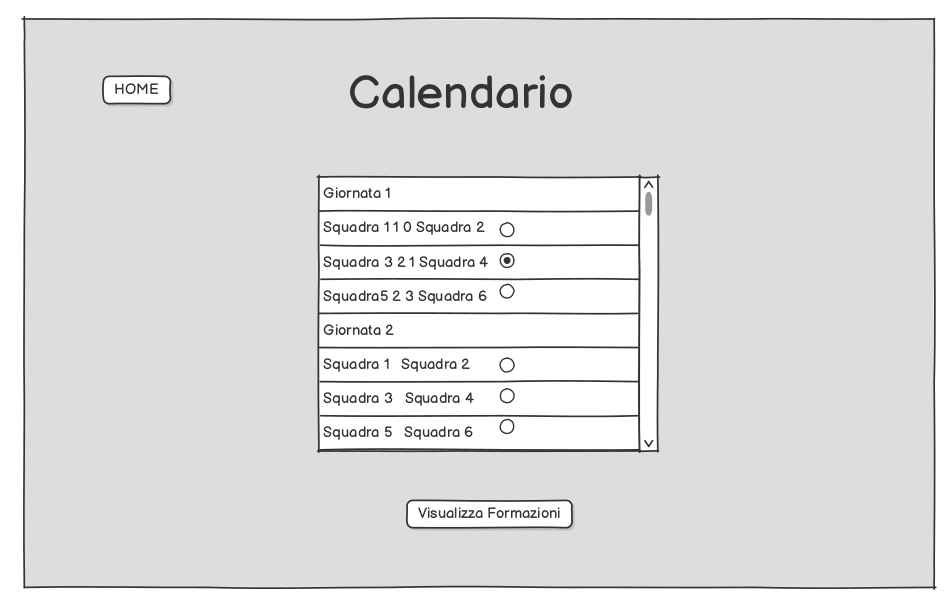 HOME
Calendario
Giornata 1
Squadra 1 1 0 Squadra 2
Squadra 3 2 1 Squadra 4
Squadra5 2 3 Squadra 6
Giornata 2
Squadra 1 Squadra 2
Squadra 3 Squadra 4
Squadra 5 Squadra 6
Visualizza Formazioni